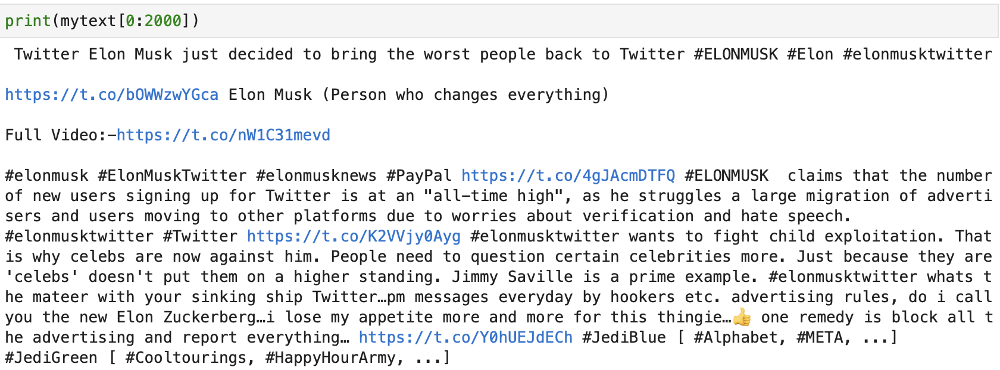 print(mytext[0:2000])
Twitter Elon Musk just decided to bring the worst people back to Twitter #ELONMUSK #Elon #elonmusktwitter
https://t.co/bOWWzwYGca Elon Musk (Person who changes everything)
Full Video:-https://t.co/nW1C31mevd
#elonmusk #ElonMuskTwitter #elonmusknews #PayPal https://t.co/4gJAcmDTFQ #ELONMUSK  claims that the number
of new users signing up for Twitter is at an "all-time high", as he struggles a large migration of adverti
sers and users moving to other platforms due to worries about verification and hate speech.
#elonmusktwitter #Twitter https://t.co/K2VVjy0Ayg #elonmusktwitter wants to fight child exploitation. That
is why celebs are now against him. People need to question certain celebrities more. Just because they are
'celebs' doesn't put them on a higher standing. Jimmy Saville is a prime example. #elonmusktwitter whats t
he mateer with your sinking ship Twitter…pm messages everyday by hookers etc. advertising rules, do i call
you the new Elon Zuckerberg…i lose my appetite more and more for this thingie…👍 one remedy is block all t
he advertising and report everything… https://t.co/Y0hUEJdECh #JediBlue [ #Alphabet, #META, ...]
#JediGreen [ #Cooltourings, #HappyHourArmy, ...]